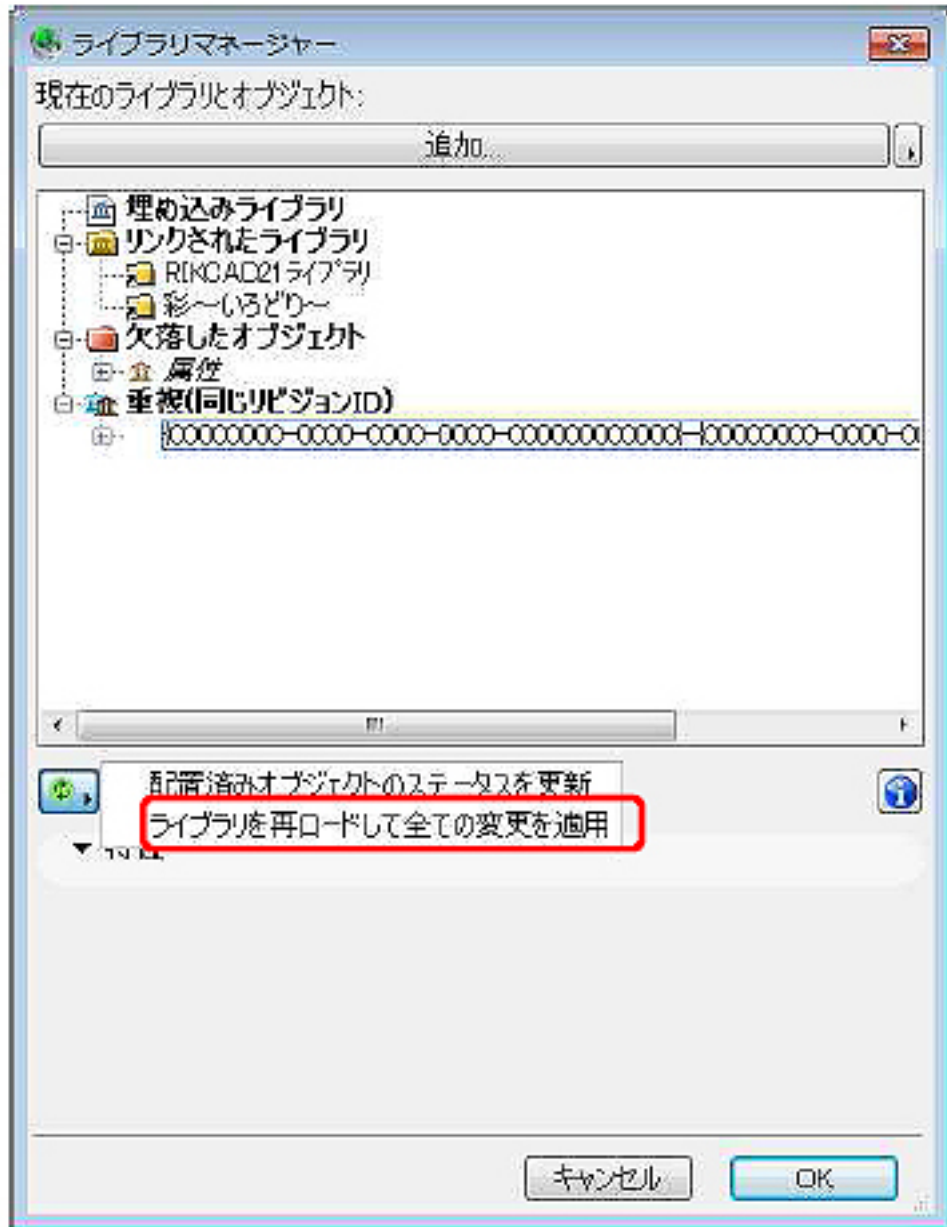 ライブラリマネージャー
現在のライブラリとオブジェクト:
追加...
埋め込みライブラリ
リンクされたライブラリ
RIKCAD21ライブラリ
彩～いろどり～
欠落したオブジェクト
属性
重複(同じリビジョンID)
{00000000-0000-0000-0000-000000000000}-{00000000-0000-0
配置済みオブジェクトのステータスを更新
ライブラリを再ロードして全ての変更を適用
キャンセル
OK